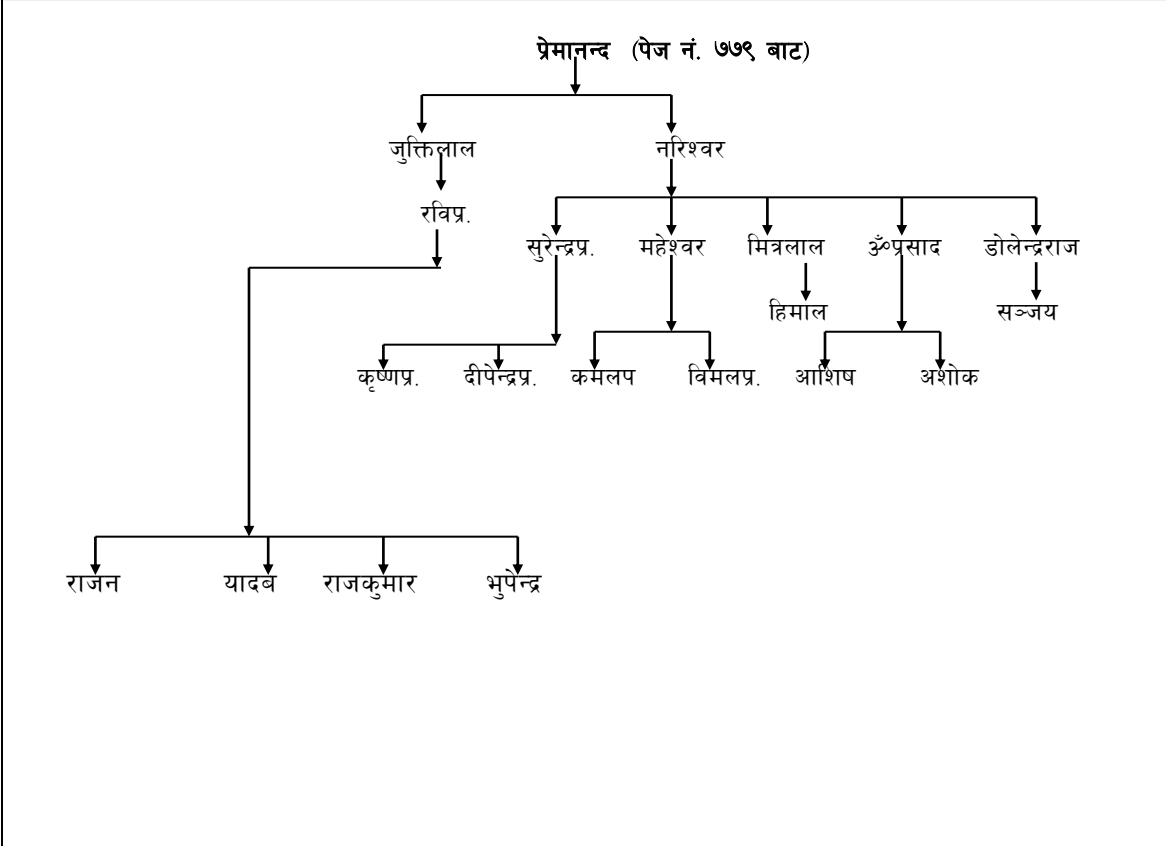 प्रेमानन्द (पेज नं. ७७९ बाट)
जुक्तिलाल नरिश्वर
रविप्र.
सुरेन्द्रप्र. महेश्वर मित्रलाल ॐप्रसाद डोलेन्द्रराज
हिमाल सञ्जय
कृष्णप्र. दीपेन्द्रप्र. कमलप विमलप्र. आशिष अशोक
राजन यादब राजकुमार भुपेन्द्र